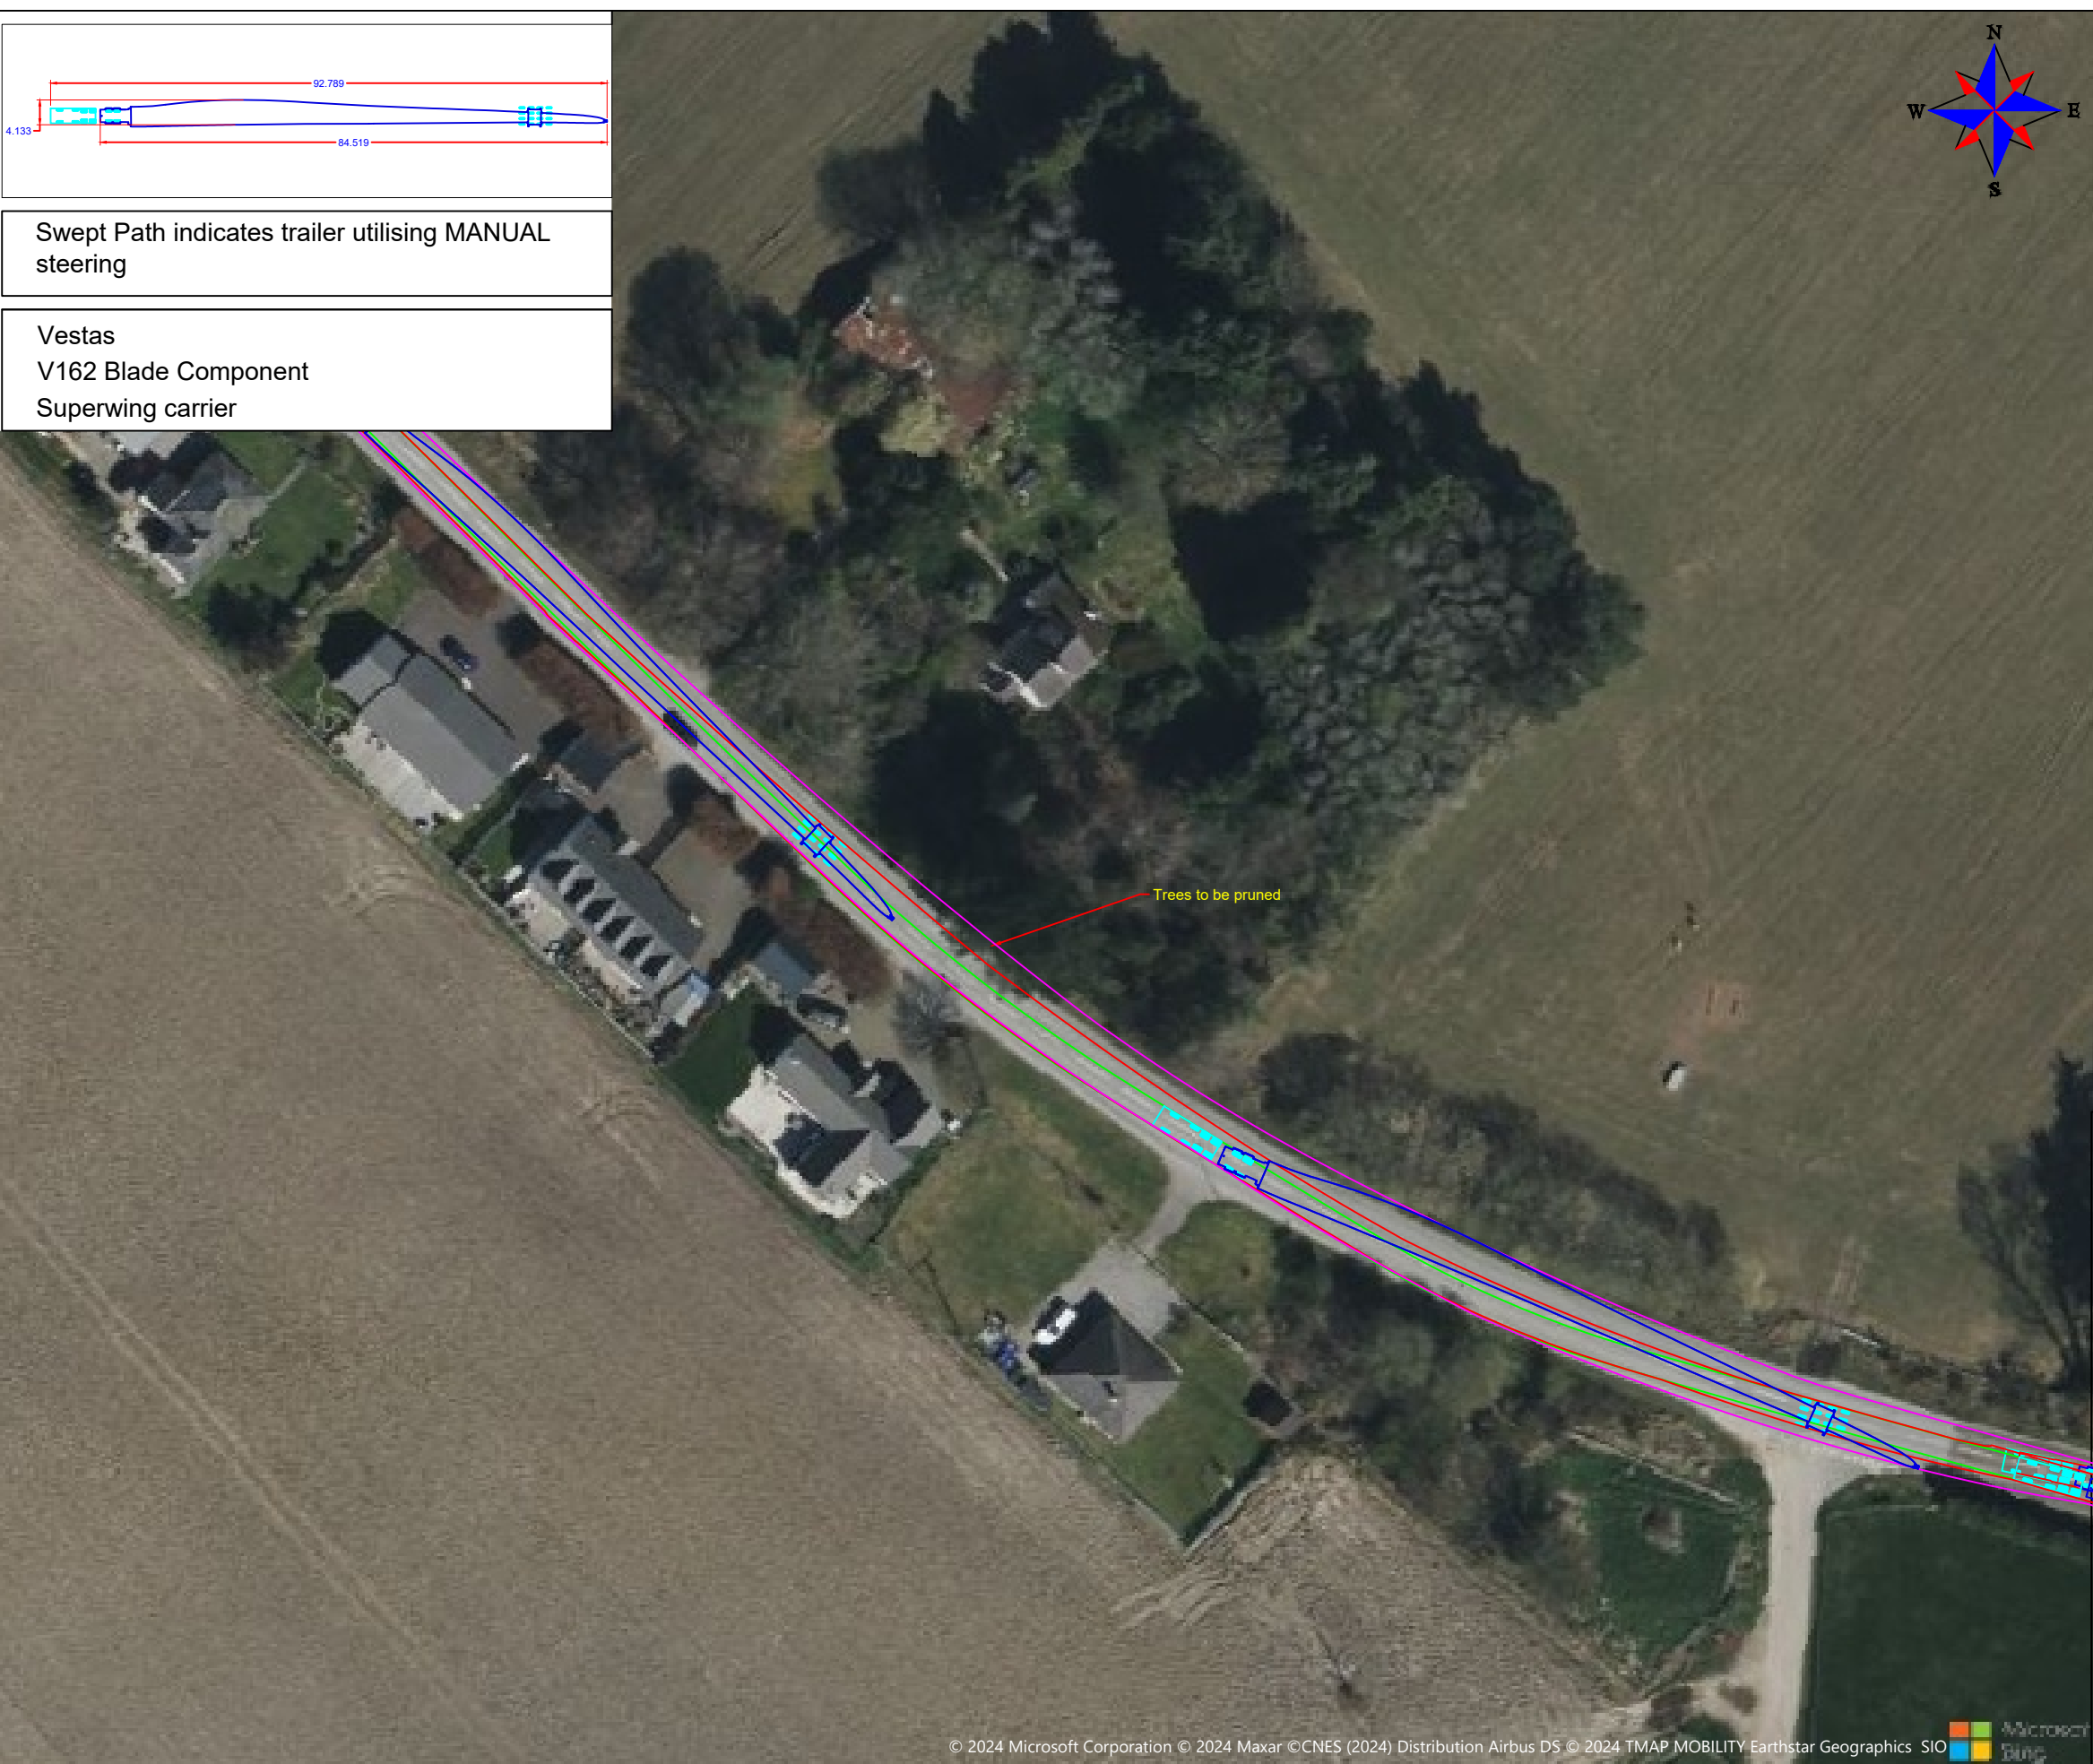 92.789
4.133
84.519
Swept Path indicates trailer utilising MANUAL
steering
Vestas
V162 Blade Component
Superwing carrier
N
W
E
S
Trees to be pruned
© 2024 Microsoft Corporation © 2024 Maxar ©CNES (2024) Distribution Airbus DS © 2024 TMAP MOBILITY Earthstar Geographics SIO
Microsoft
Bing